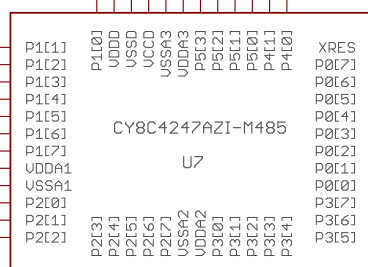 P1[0] VDDD VSSD VCCD VSSA3 VDDA3 P5[3] P5[2] P5[1] P5[0] P4[1] P4[0]
P1[1] XRES
P1[2] P0[7]
P1[3] P0[6]
P1[4] P0[5]
P1[5] P0[4]
P1[6] P0[3]
P1[7] P0[2]
VDDA1 P0[1]
VSSA1 P0[0]
P2[0] P3[7]
P2[1] P3[6]
P2[2] P3[5]
CY8C4247AZI-M485
U7
P2[3] P2[4] P2[5] P2[6] P2[7] VSSA2 VDDA2 P3[0] P3[1] P3[2] P3[3] P3[4]